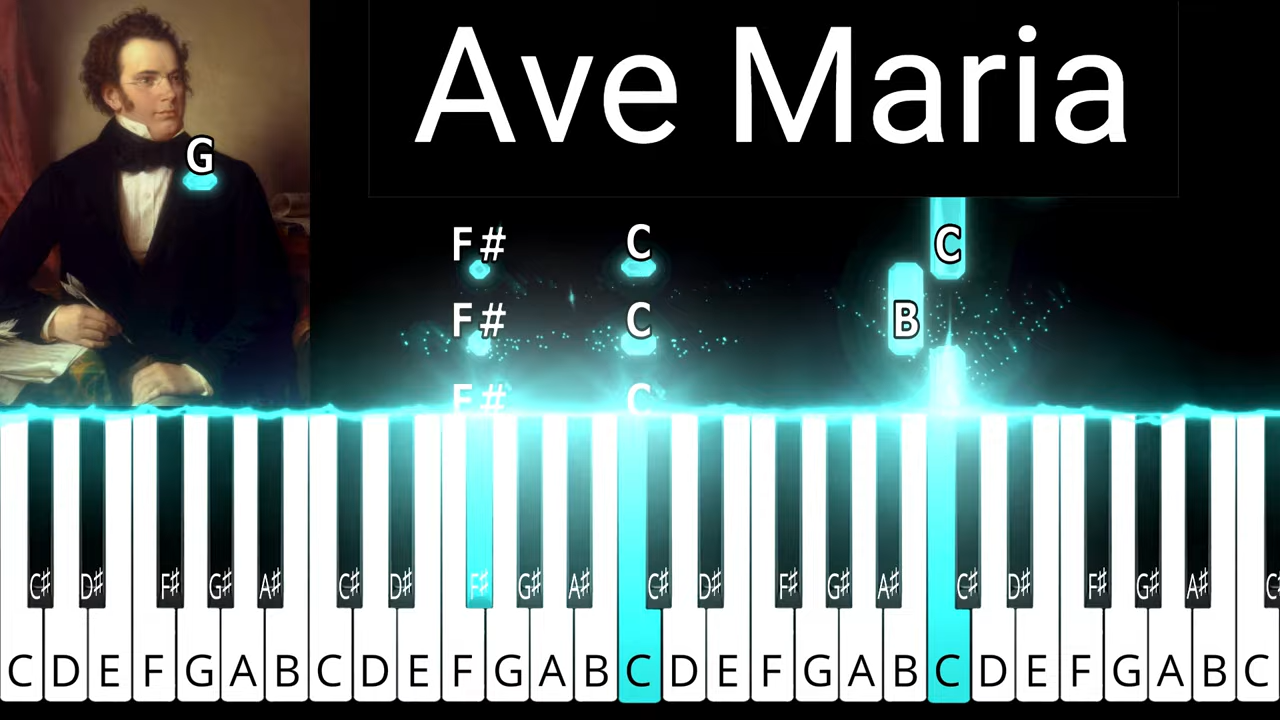 Ave Maria
G
F# C C
F# C B
F# C
C# D# F# G# A# C# D# F# G# A# C# D# F# G# A# C# D# F# G# A#
C D E F G A B C D E F G A B C D E F G A B C D E F G A B C